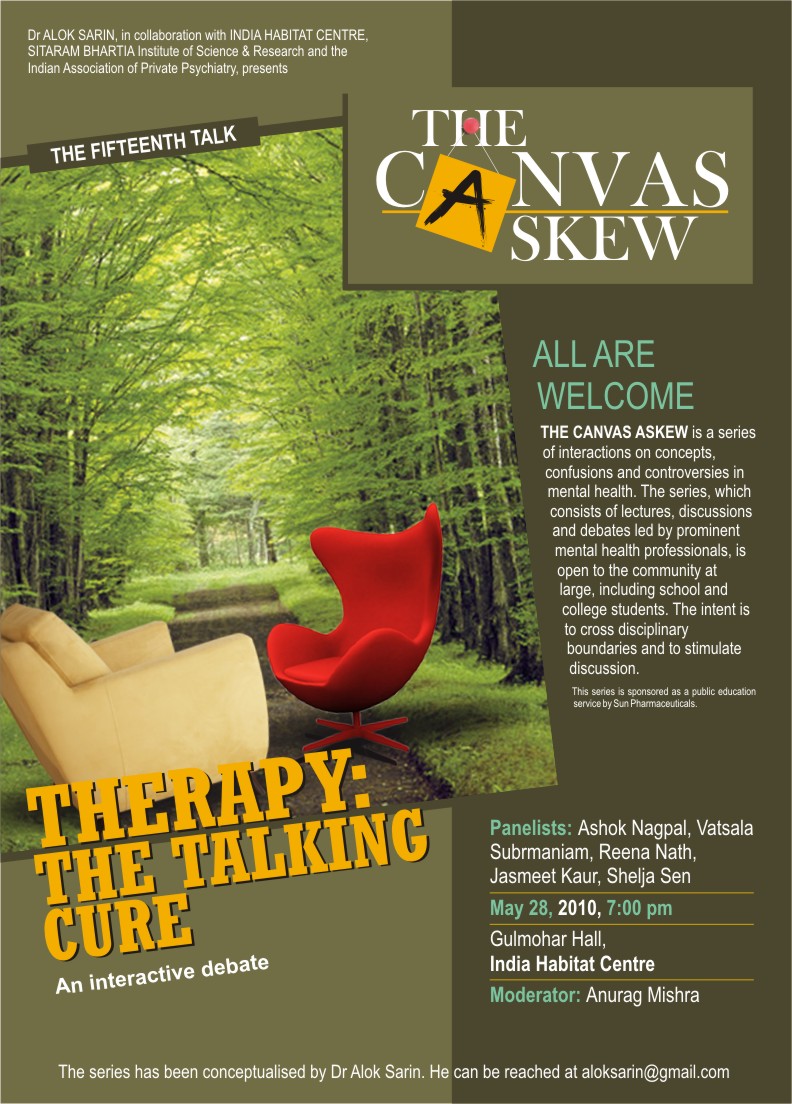 Dr ALOK SARIN, in collaboration with INDIA HABITAT CENTRE,
SITARAM BHARTIA Institute of Science & Research and the
Indian Association of Private Psychiatry, presents
THE FIFTEENTH TALK
THE
CANVAS
ASKEW
ALL ARE
WELCOME
THE CANVAS ASKEW is a series
of interactions on concepts,
confusions and controversies in
mental health. The series, which
consists of lectures, discussions
and debates led by prominent
mental health professionals, is
open to the community at
large, including school and
college students. The intent is
to cross disciplinary
boundaries and to stimulate
discussion.
This series is sponsored as a public education
service by Sun Pharmaceuticals.
THERAPY:
THE TALKING
CURE
An interactive debate
Panelists: Ashok Nagpal, Vatsala
Subrmaniam, Reena Nath,
Jasmeet Kaur, Shelja Sen
May 28, 2010, 7:00 pm
Gulmohar Hall,
India Habitat Centre
Moderator: Anurag Mishra
The series has been conceptualised by Dr Alok Sarin. He can be reached at aloksarin@gmail.com